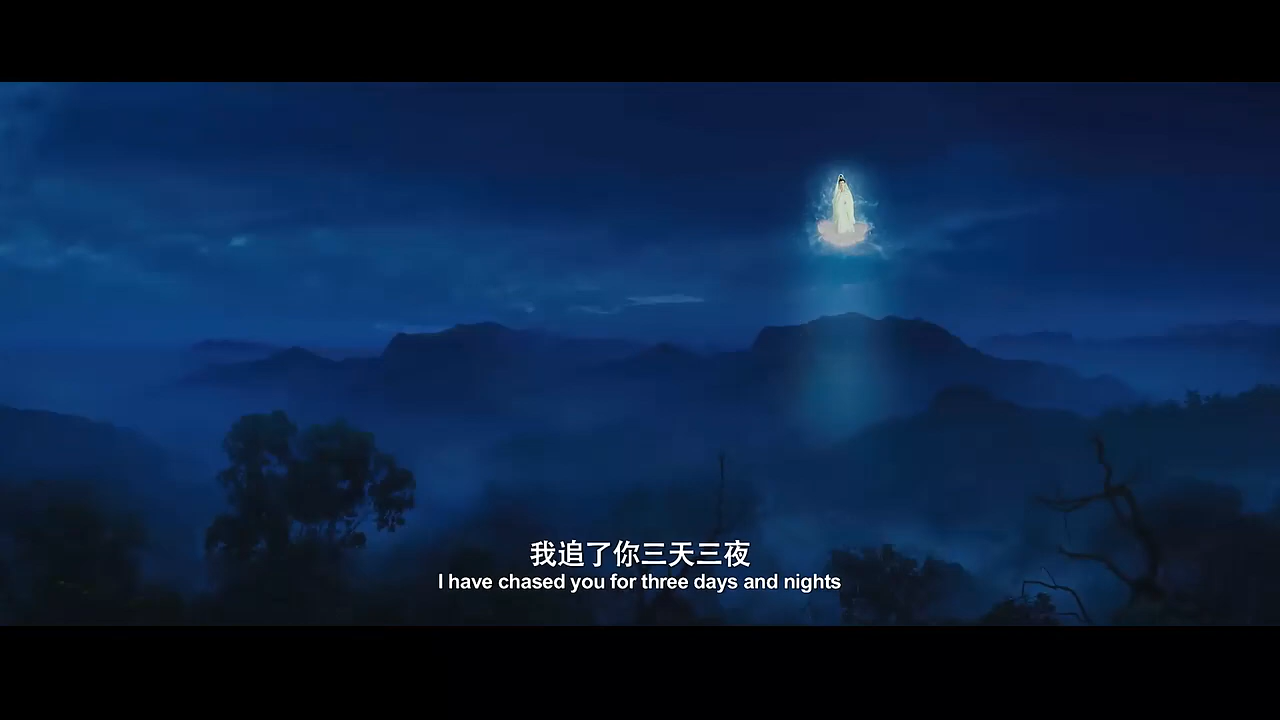 我追了你三天三夜
I have chased you for three days and nights